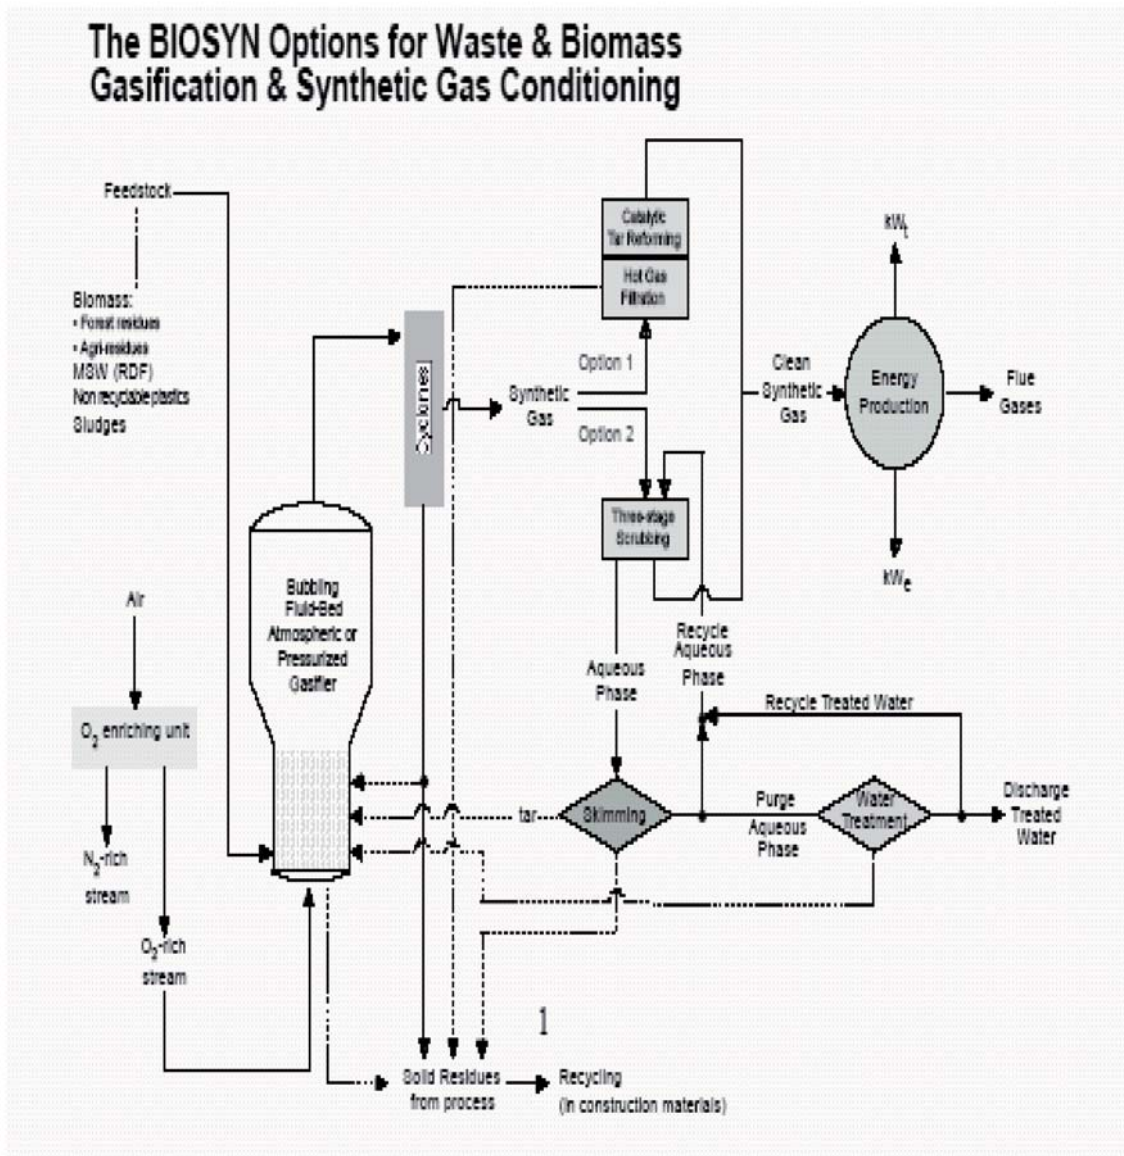 The BIOSYN Options for Waste & Biomass
Gasification & Synthetic Gas Conditioning
Feedstock
Biomass:
• Forest residues
• Agri-residues
MSW (RDF)
Non recyclable plastics
Sludges
Catalytic
Tar Reforming
Hot Gas
Filtration
Option 1
Option 2
Cyclones
Synthetic
Gas
Clean
Synthetic
Gas
kWt
Energy
Production
Flue
Gases
kWe
Three-stage
Scrubbing
Bubbling
Fluid-Bed
Atmospheric or
Pressurized
Gasifier
Air
O2 enriching unit
N2-rich
stream
O2-rich
stream
Aqueous
Phase
Recycle
Aqueous
Phase
Recycle Treated Water
tar
Skimming
Purge
Aqueous
Phase
Water
Treatment
Discharge
Treated
Water
1
Solid Residues
from process
Recycling
(in construction materials)